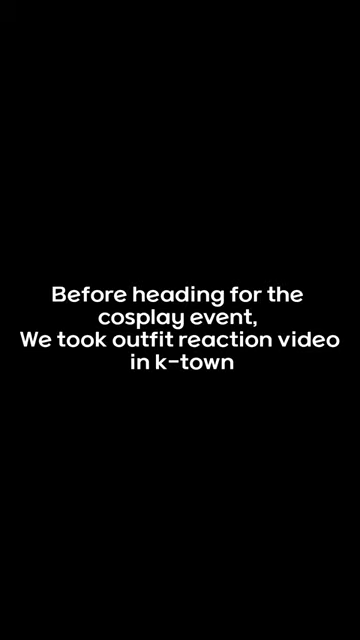 Before heading for the
cosplay event,
We took outfit reaction video
in k-town